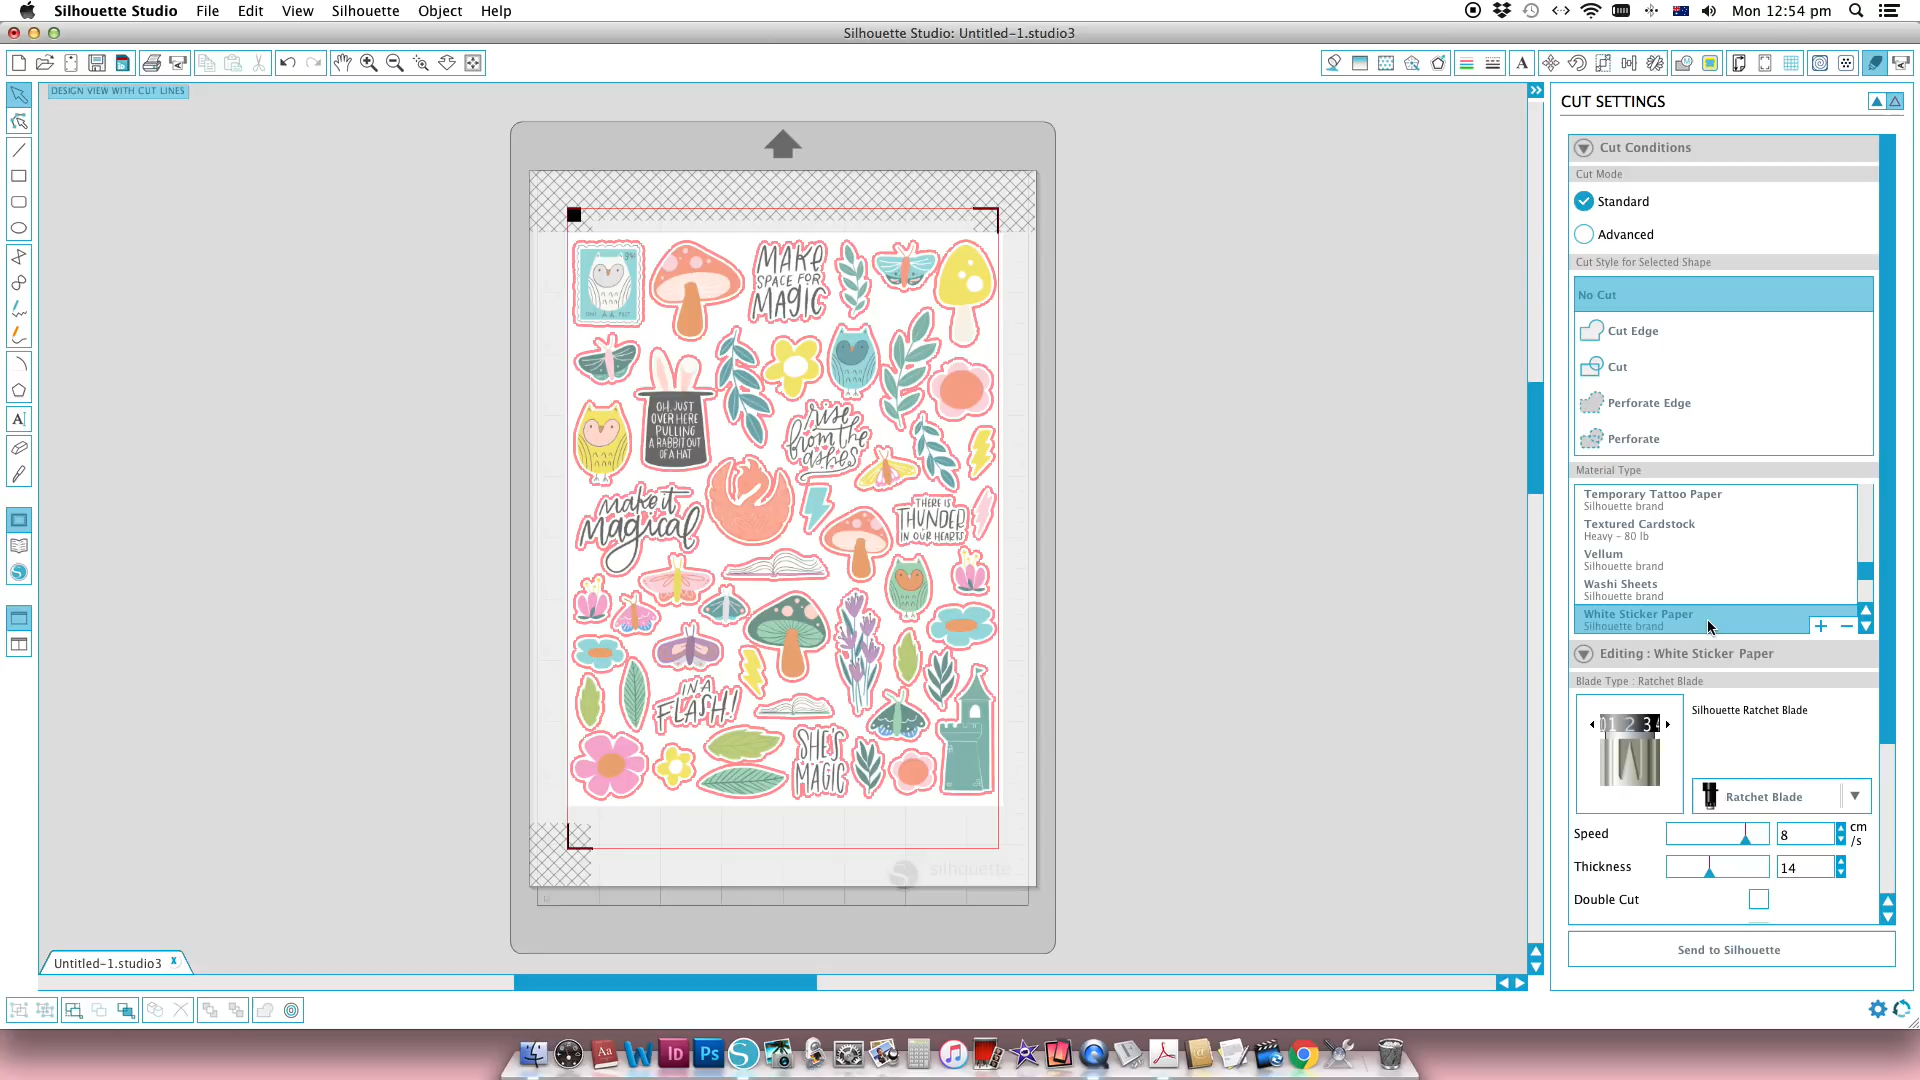 Silhouette Studio File Edit View Silhouette Object Help
Mon 12:54 pm
Silhouette Studio: Untitled-1.studio3
DESIGN VIEW WITH CUT LINES
CUT SETTINGS
Cut Conditions
Cut Mode
Standard
Advanced
Cut Style for Selected Shape
No Cut
Cut Edge
Cut
Perforate Edge
Perforate
Material Type
Temporary Tattoo Paper
Silhouette brand
Textured Cardstock
Heavy - 80 lb
Vellum
Silhouette brand
Washi Sheets
Silhouette brand
White Sticker Paper
Silhouette brand
Editing : White Sticker Paper
Blade Type : Ratchet Blade
Silhouette Ratchet Blade
Ratchet Blade
Speed 8 cm/s
Thickness 14
Double Cut
Send to Silhouette
MAKE
SPACE FOR
MAGIC
OH, JUST
OVER HERE
PULLING
A RABBIT OUT
OF A HAT
rise
from the
ashes
make it
magical
THERE IS
THUNDER
IN OUR HEARTS
IN A
FLASH!
SHE'S
MAGIC
silhouette
Untitled-1.studio3 x
Aa W Id Ps